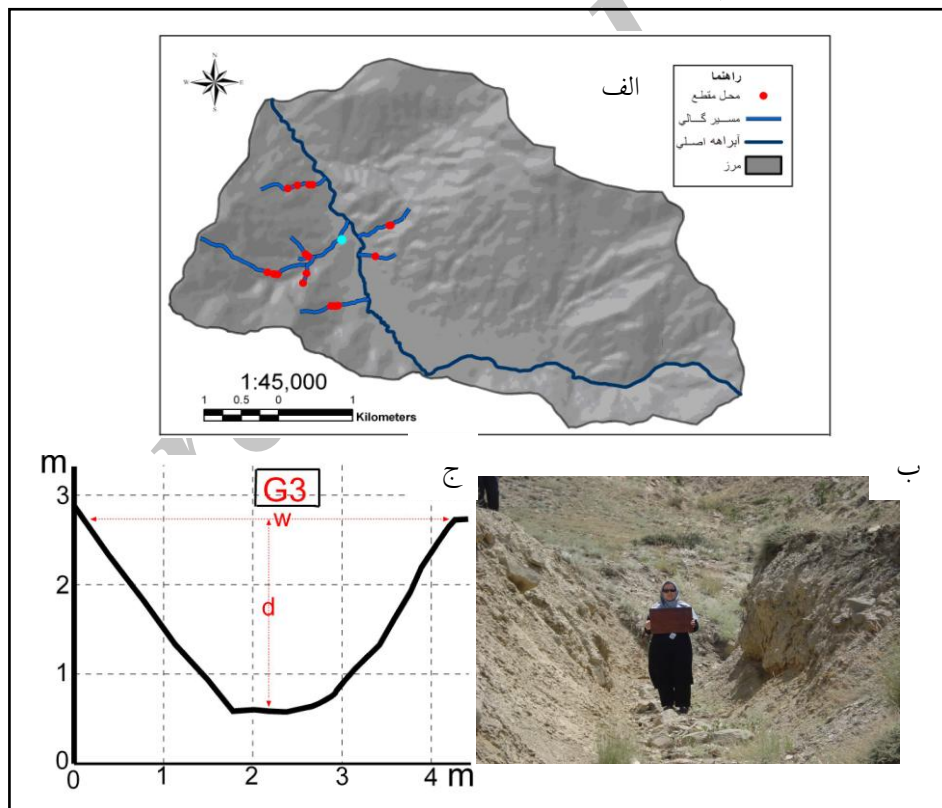 الف
N
W
E
S
راهنما
محل مقطع
مسیر گالی
آبراهه اصلی
مرز
1:45,000
1 0.5 0 1
Kilometers
ب
ج
m
G3
3
w
2
d
1
0
0 1 2 3 4 m